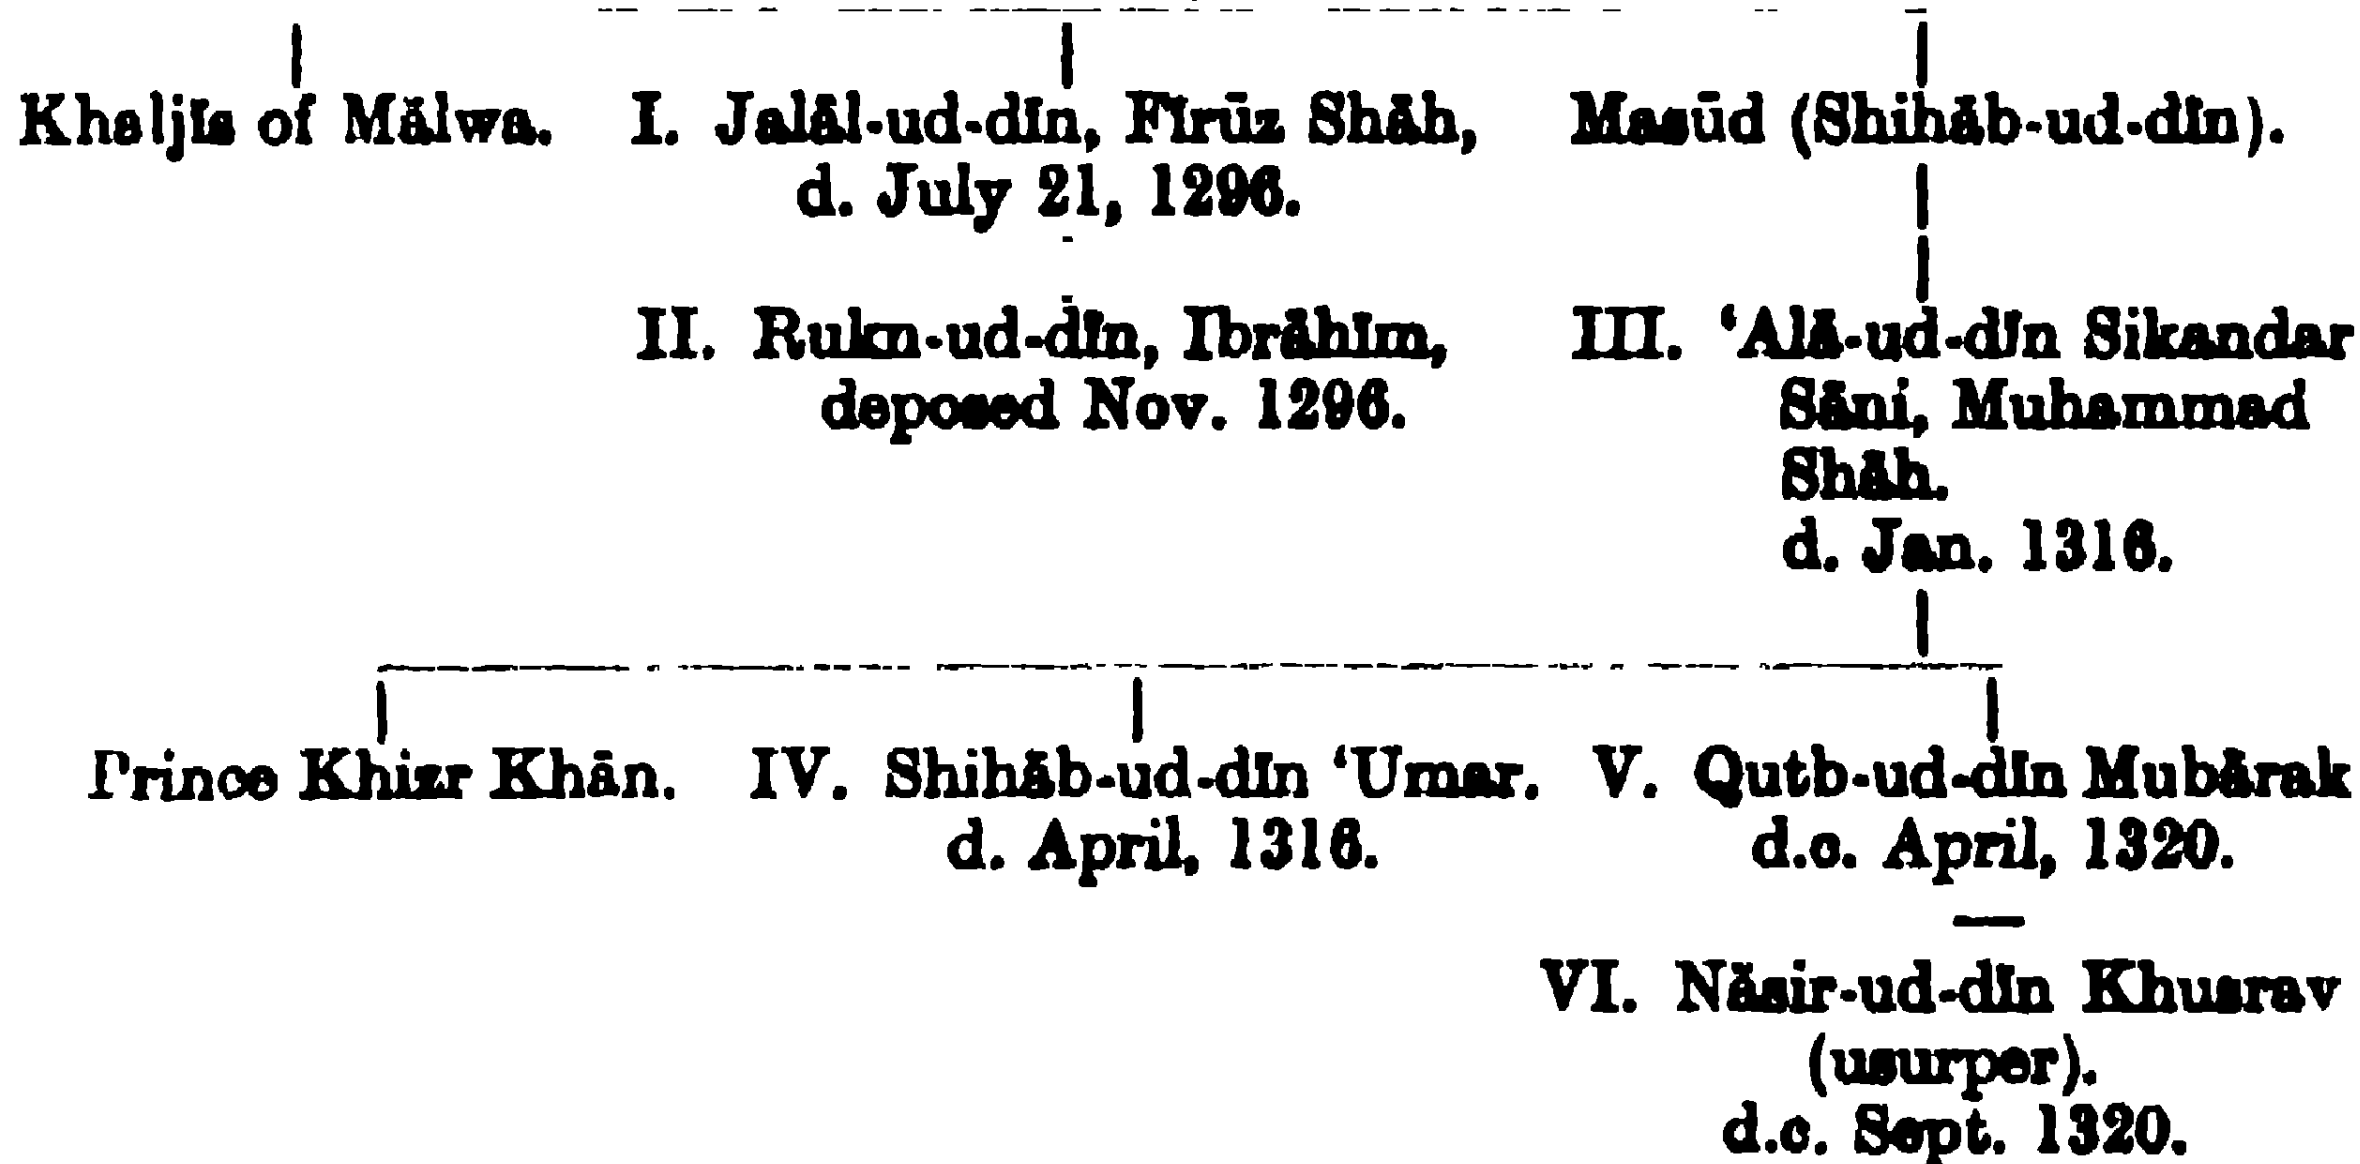 Khaljīs of Mālwa. I. Jalāl-ud-dīn, Fīrūz Shāh, Masūd (Shihāb-ud-dīn).
d. July 21, 1296.
II. Rukn-ud-dīn, Ibrāhīm, III. ‘Alā-ud-dīn Sikandar
deposed Nov. 1296. Sāni, Muhammad
Shāh.
d. Jan. 1316.
Prince Khizr Khān. IV. Shihāb-ud-dīn ‘Umar. V. Qutb-ud-dīn Mubārak
d. April, 1316. d.c. April, 1320.
VI. Nāsir-ud-dīn Khusrav
(usurper).
d.c. Sept. 1320.